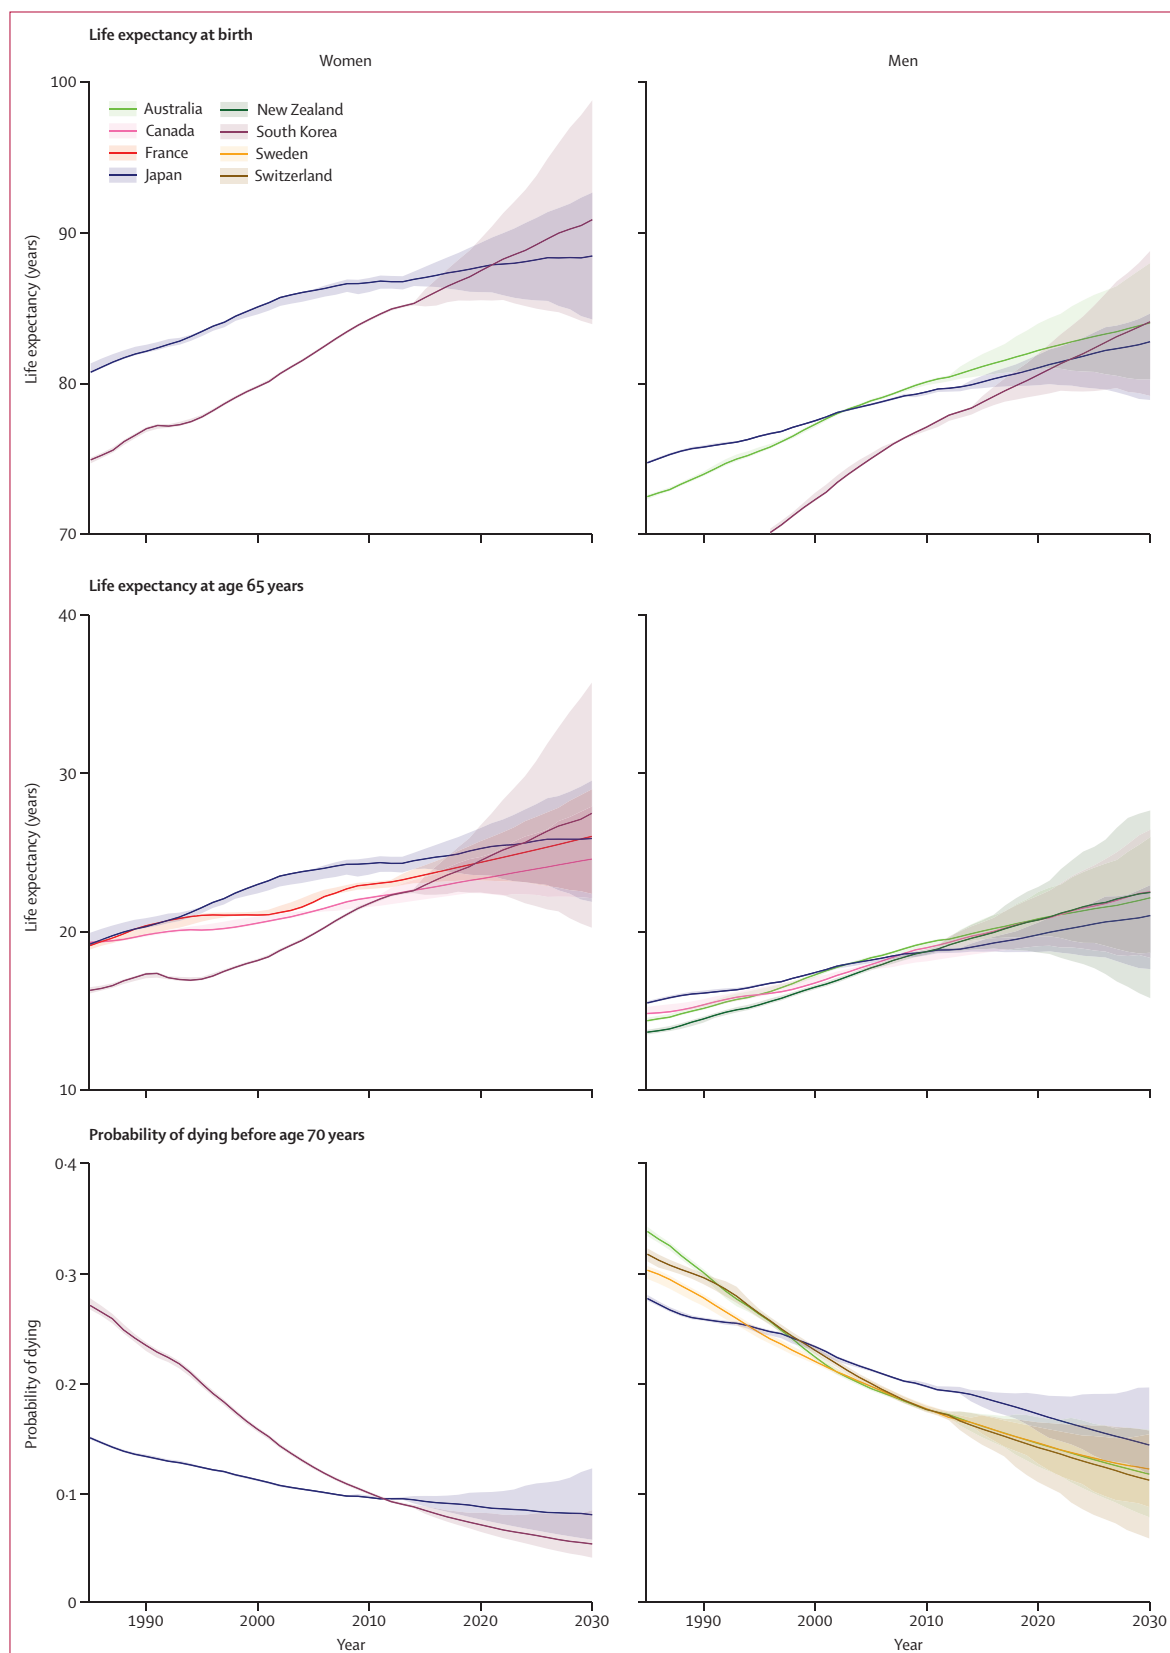 Life expectancy at birth
Women
Men
100
90
80
70
Life expectancy (years)
Australia
Canada
France
Japan
New Zealand
South Korea
Sweden
Switzerland
Life expectancy at age 65 years
40
30
20
10
Life expectancy (years)
Probability of dying before age 70 years
0·4
0·3
0·2
0·1
0
Probability of dying
1990
2000
2010
2020
2030
Year
1990
2000
2010
2020
2030
Year